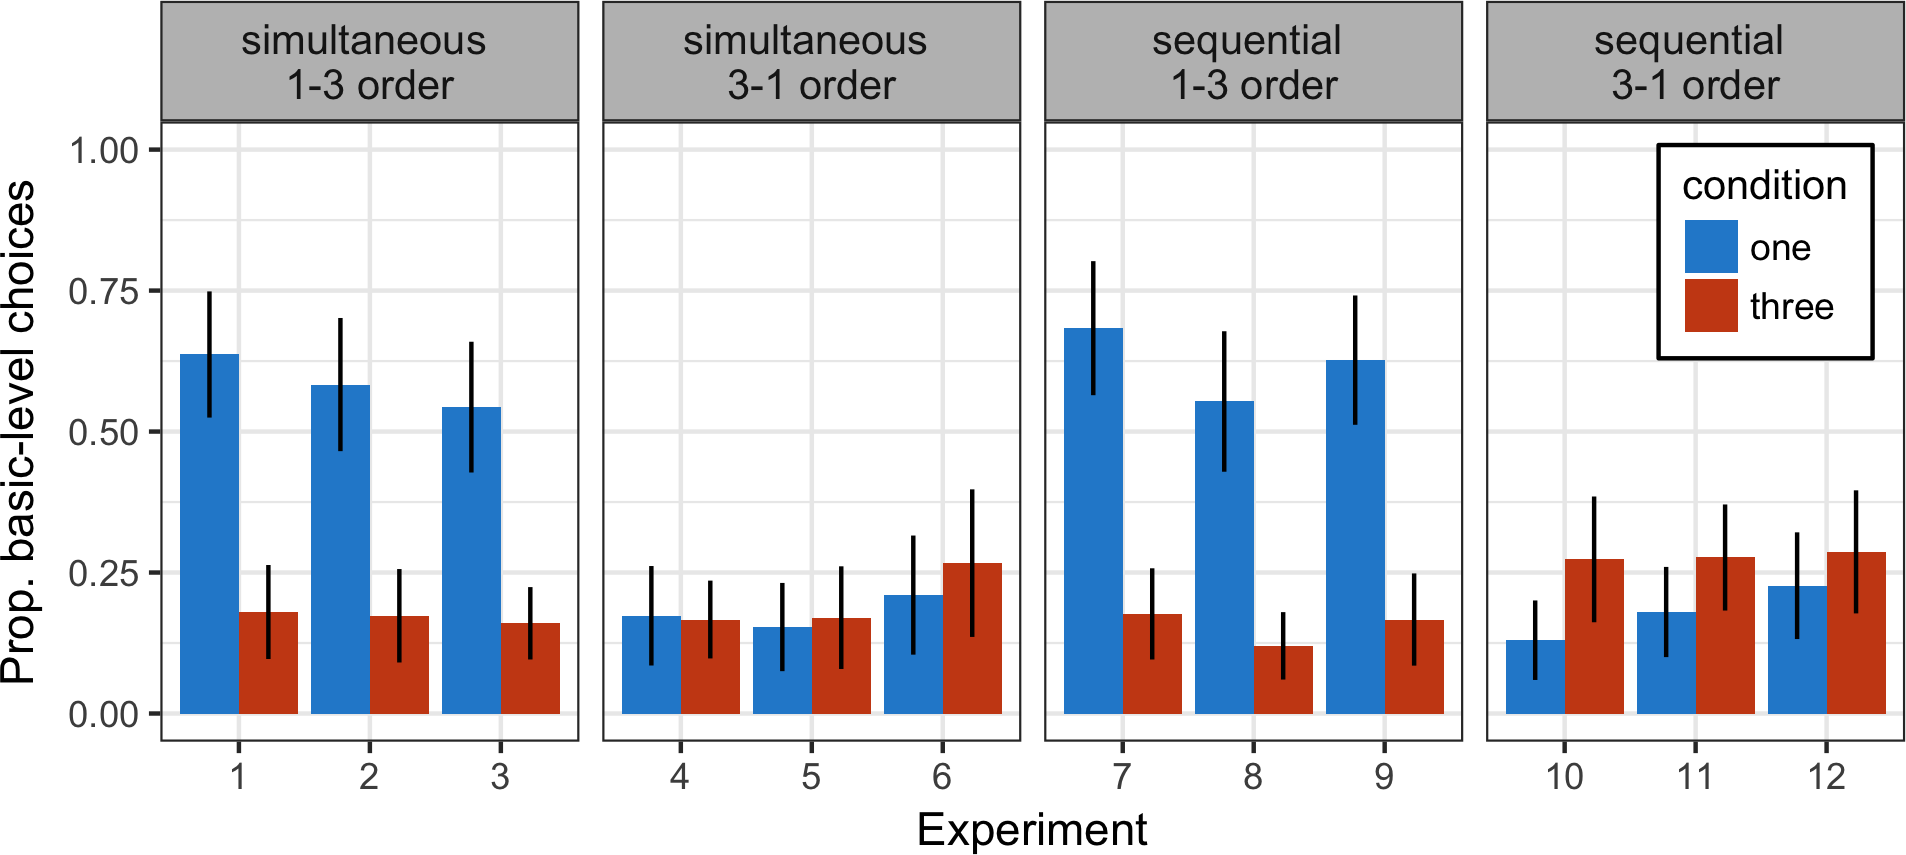 simultaneous
1-3 order
simultaneous
3-1 order
sequential
1-3 order
sequential
3-1 order
Prop. basic-level choices
1.00
0.75
0.50
0.25
0.00
condition
one
three
1 2 3 4 5 6 7 8 9 10 11 12
Experiment